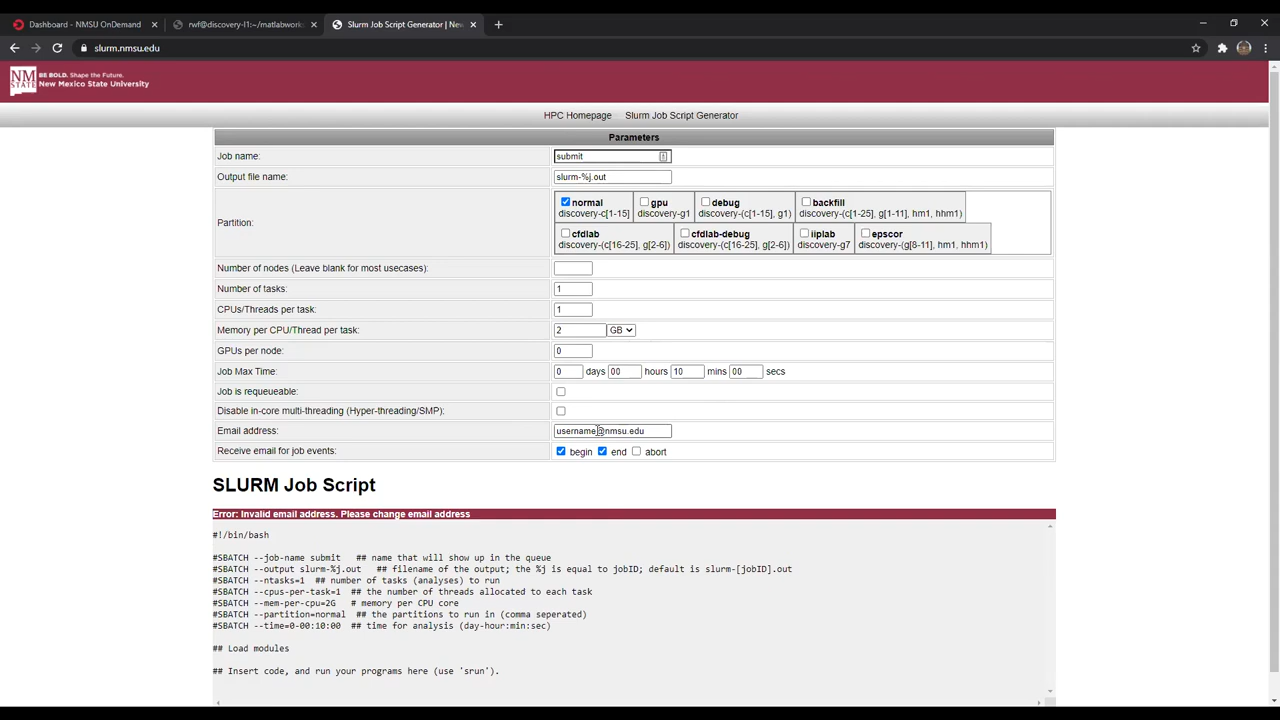 Dashboard - NMSU OnDemand
rwf@discovery-l1:~/matlabwork
Slurm Job Script Generator | Ne
slurm.nmsu.edu
NM
STATE
BE BOLD. Shape the Future.
New Mexico State University
HPC Homepage Slurm Job Script Generator
Parameters
Job name: submit
Output file name: slurm-%j.out
Partition:
normal gpu debug backfill
discovery-c[1-15] discovery-g1 discovery-(c[1-15], g1) discovery-(c[1-25], g[1-11], hm1, hhm1)
cfdlab cfdlab-debug iiplab epscor
discovery-(c[16-25], g[2-6]) discovery-(c[16-25], g[2-6]) discovery-g7 discovery-(g[8-11], hm1, hhm1)
Number of nodes (Leave blank for most usecases):
Number of tasks: 1
CPUs/Threads per task: 1
Memory per CPU/Thread per task: 2 GB
GPUs per node: 0
Job Max Time: 0 days 00 hours 10 mins 00 secs
Job is requeueable:
Disable in-core multi-threading (Hyper-threading/SMP):
Email address: username@nmsu.edu
Receive email for job events: begin end abort
SLURM Job Script
Error: Invalid email address. Please change email address
#!/bin/bash
#SBATCH --job-name submit ## name that will show up in the queue
#SBATCH --output slurm-%j.out ## filename of the output; the %j is equal to jobID; default is slurm-[jobID].out
#SBATCH --ntasks=1 ## number of tasks (analyses) to run
#SBATCH --cpus-per-task=1 ## the number of threads allocated to each task
#SBATCH --mem-per-cpu=2G # memory per CPU core
#SBATCH --partition=normal ## the partitions to run in (comma seperated)
#SBATCH --time=0-00:10:00 ## time for analysis (day-hour:min:sec)
## Load modules
## Insert code, and run your programs here (use 'srun').